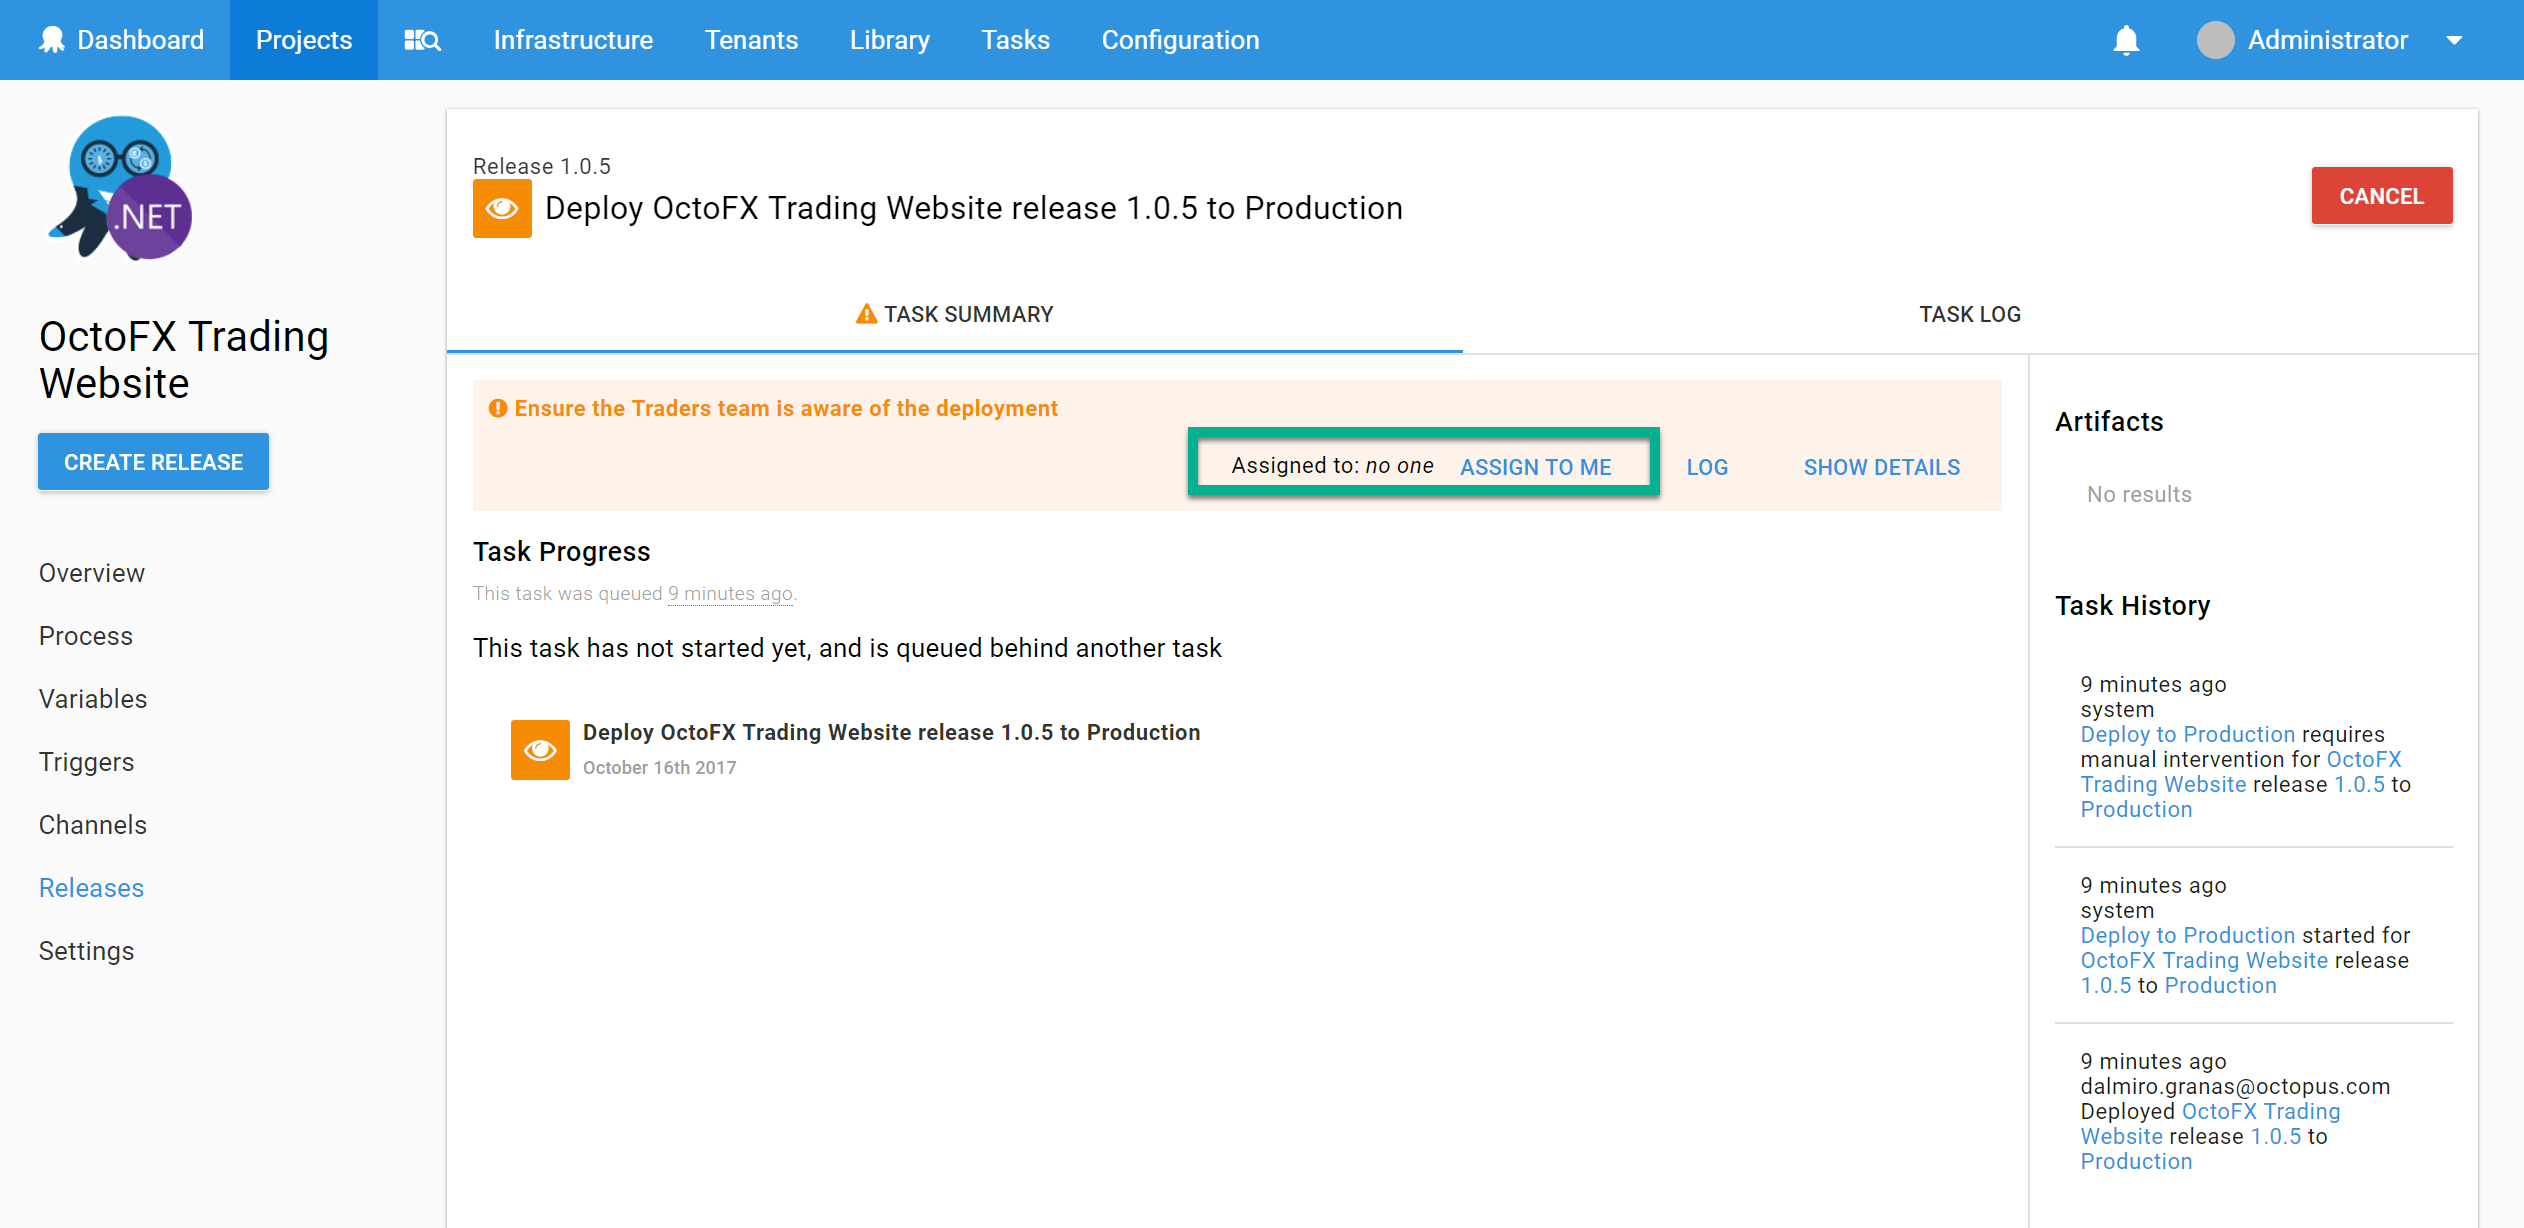 Dashboard
Projects
Infrastructure
Tenants
Library
Tasks
Configuration
Administrator
.NET
OctoFX Trading
Website
CREATE RELEASE
Overview
Process
Variables
Triggers
Channels
Releases
Settings
Release 1.0.5
Deploy OctoFX Trading Website release 1.0.5 to Production
CANCEL
TASK SUMMARY
TASK LOG
Ensure the Traders team is aware of the deployment
Assigned to: no one ASSIGN TO ME LOG SHOW DETAILS
Task Progress
This task was queued 9 minutes ago.
This task has not started yet, and is queued behind another task
Deploy OctoFX Trading Website release 1.0.5 to Production
October 16th 2017
Artifacts
No results
Task History
9 minutes ago
system
Deploy to Production requires
manual intervention for OctoFX
Trading Website release 1.0.5 to
Production
9 minutes ago
system
Deploy to Production started for
OctoFX Trading Website release
1.0.5 to Production
9 minutes ago
dalmiro.granas@octopus.com
Deployed OctoFX Trading
Website release 1.0.5 to
Production